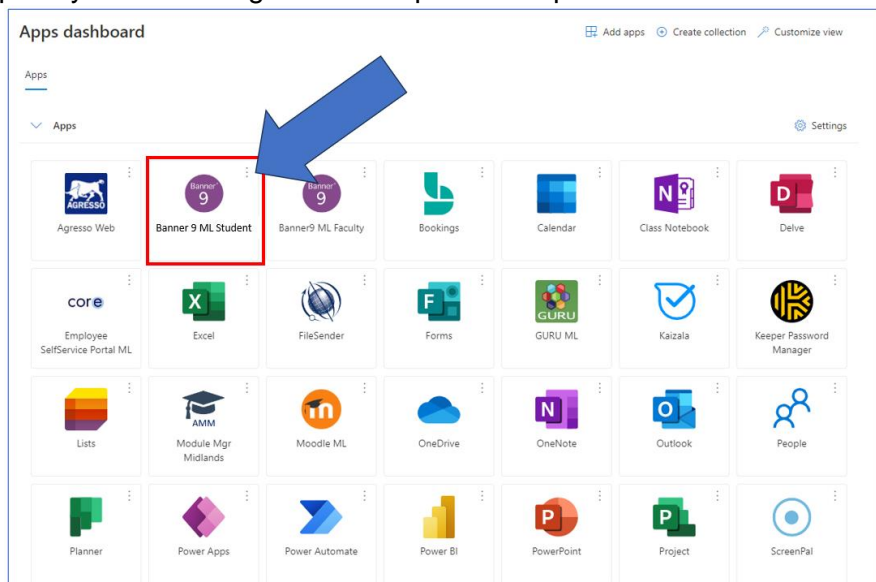 Apps dashboard
Add apps
Create collection
Customize view
Apps
Apps
Settings
AGRESSO
Banner
9
Banner
9
N
D
Agresso Web
Banner 9 ML Student
Banner9 ML Faculty
Bookings
Calendar
Class Notebook
Delve
core
X
F
GURU
Employee
SelfService Portal ML
Excel
FileSender
Forms
GURU ML
Kaizala
Keeper Password
Manager
AMM
m
N
O
Lists
Module Mgr
Midlands
Moodle ML
OneDrive
OneNote
Outlook
People
P
P
Planner
Power Apps
Power Automate
Power BI
PowerPoint
Project
ScreenPal